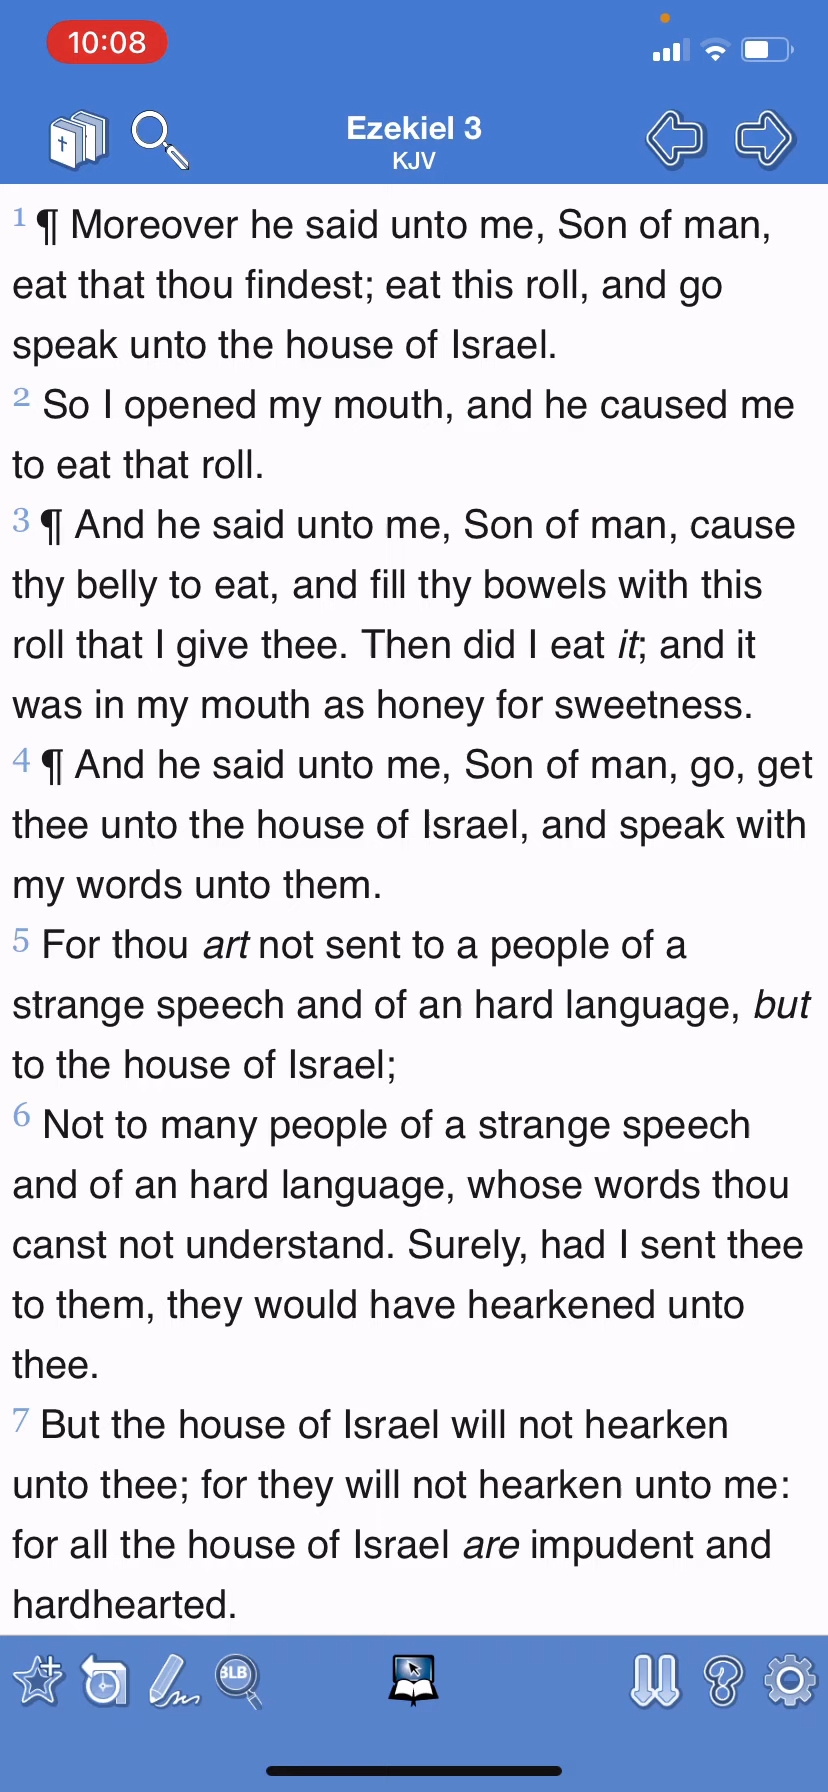 10:08
Ezekiel 3
KJV
1 ¶ Moreover he said unto me, Son of man,
eat that thou findest; eat this roll, and go
speak unto the house of Israel.
2 So I opened my mouth, and he caused me
to eat that roll.
3 ¶ And he said unto me, Son of man, cause
thy belly to eat, and fill thy bowels with this
roll that I give thee. Then did I eat it; and it
was in my mouth as honey for sweetness.
4 ¶ And he said unto me, Son of man, go, get
thee unto the house of Israel, and speak with
my words unto them.
5 For thou art not sent to a people of a
strange speech and of an hard language, but
to the house of Israel;
6 Not to many people of a strange speech
and of an hard language, whose words thou
canst not understand. Surely, had I sent thee
to them, they would have hearkened unto
thee.
7 But the house of Israel will not hearken
unto thee; for they will not hearken unto me:
for all the house of Israel are impudent and
hardhearted.
BLB